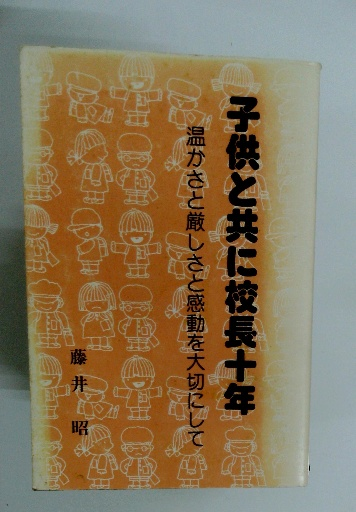 子供と共に校長十年
温かさと厳しさと感動を大切にして
藤井 昭